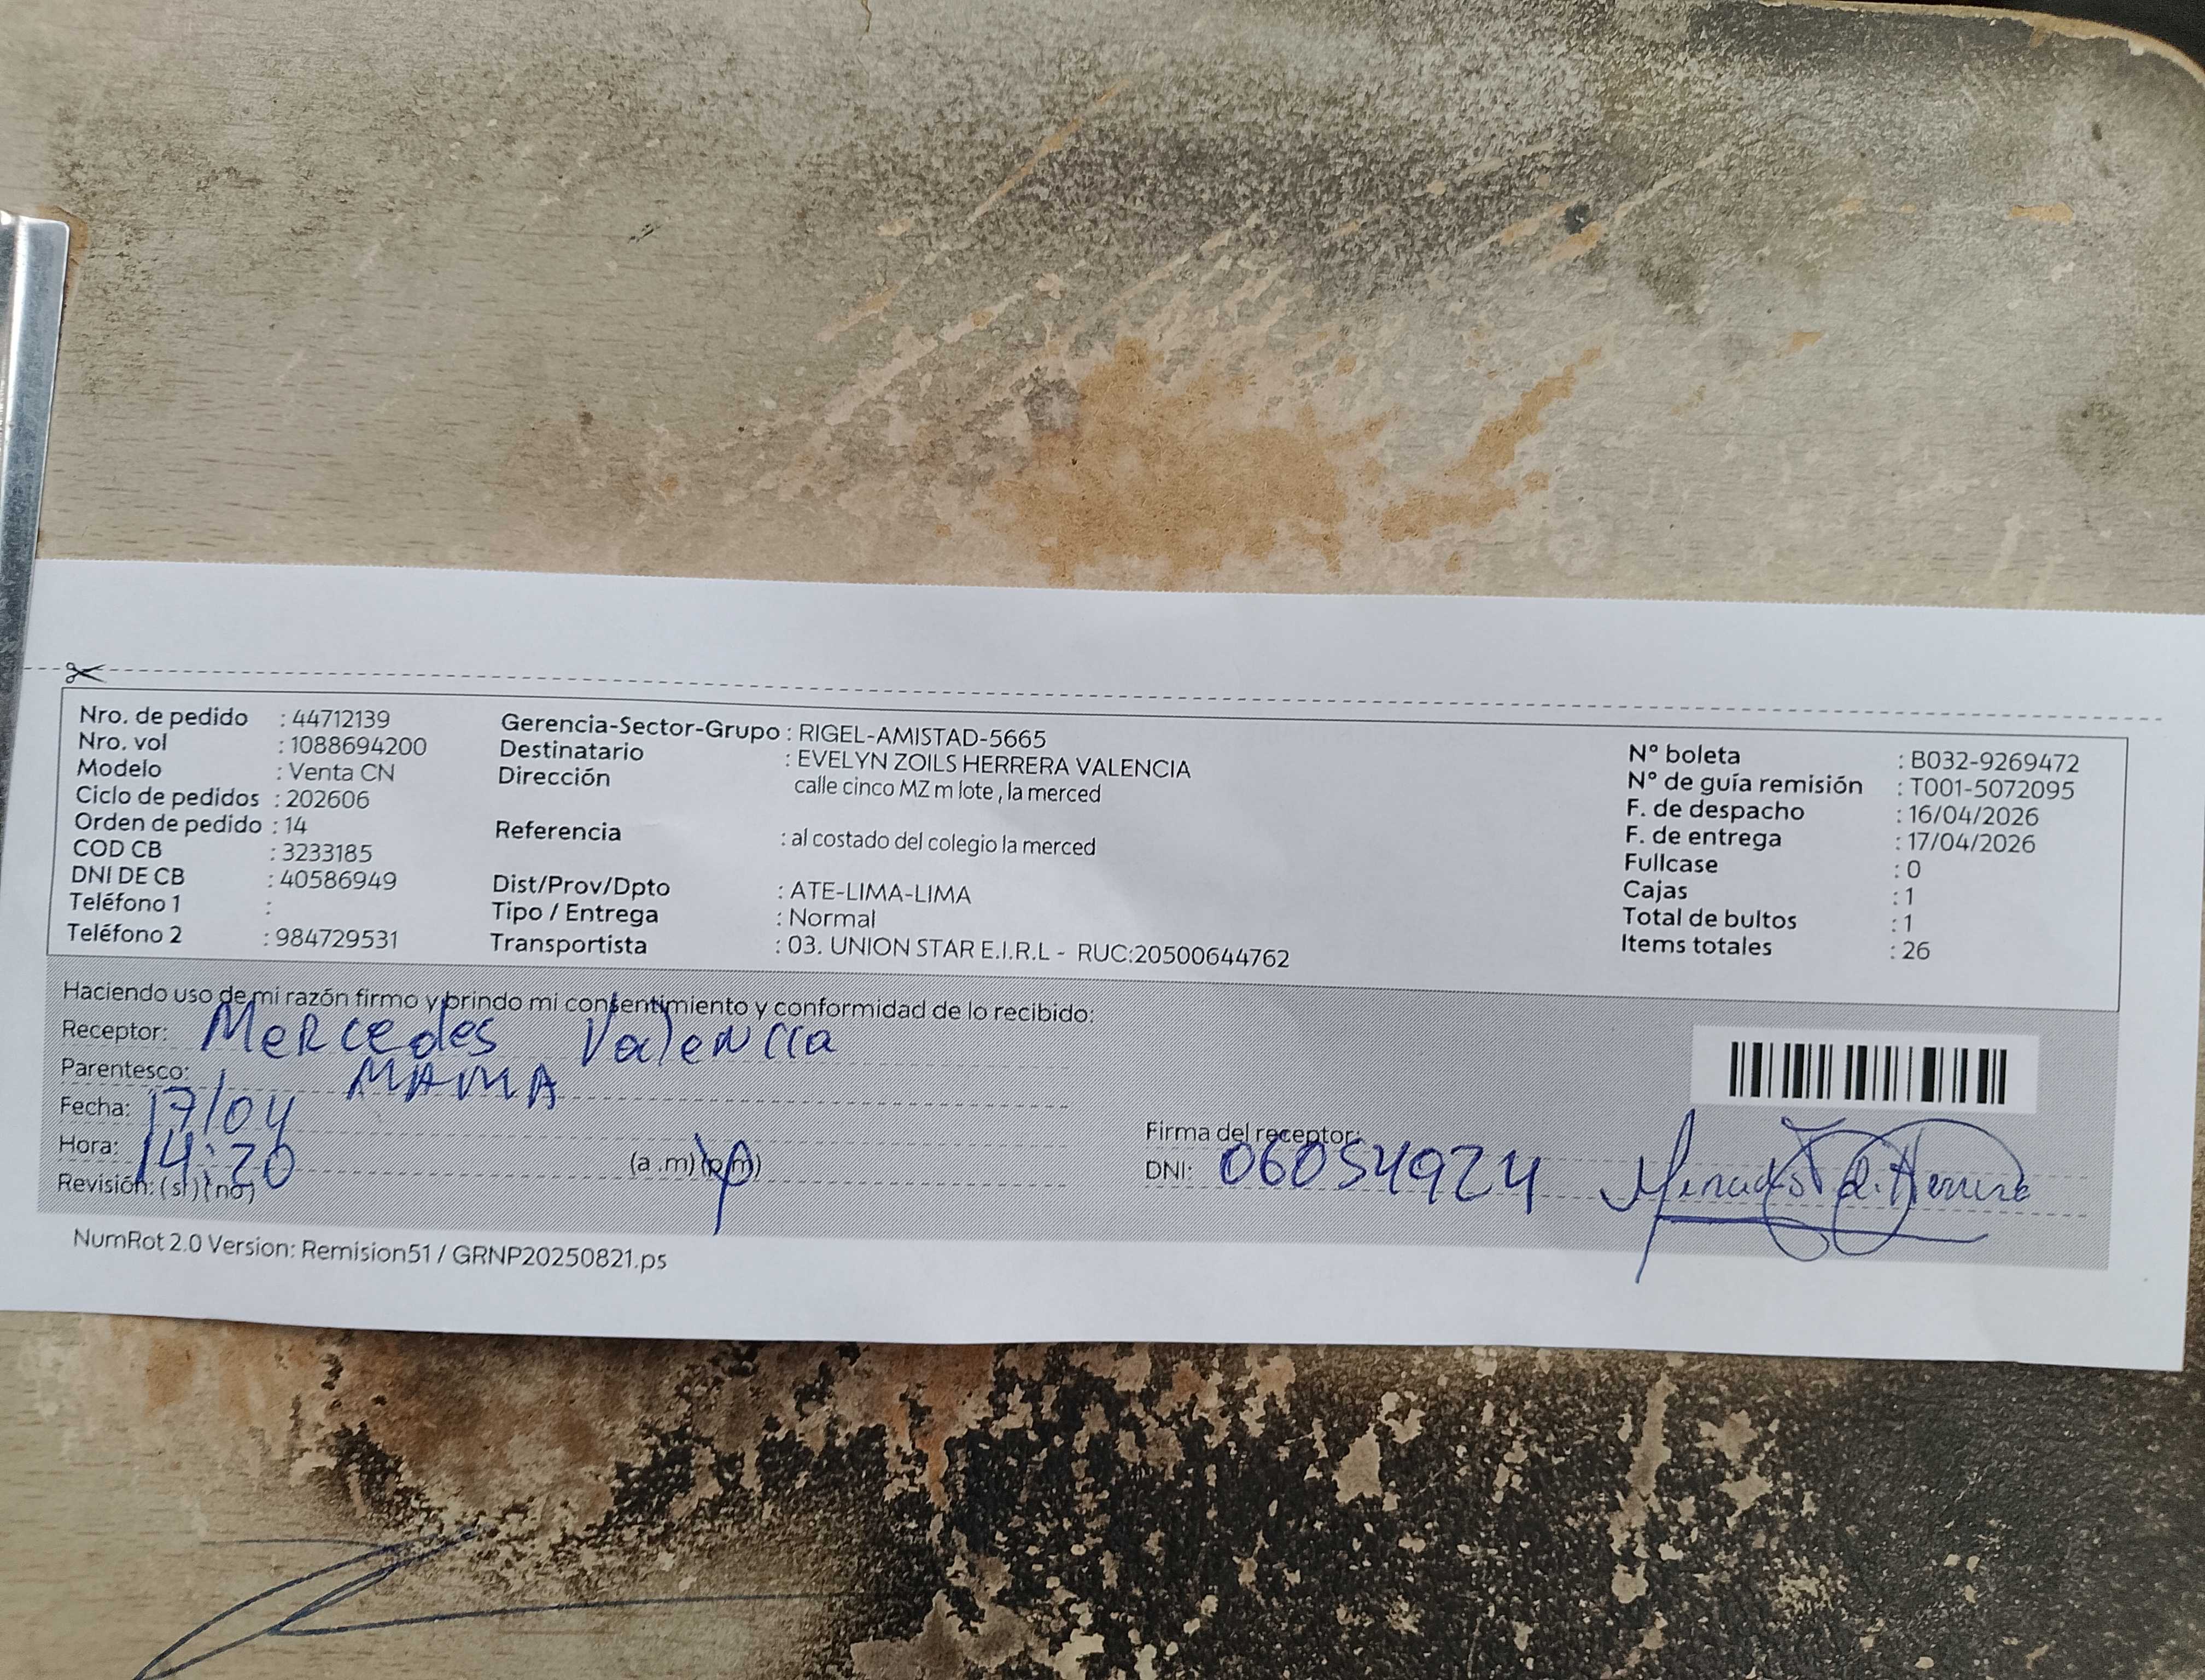 Nro. de pedido : 44712139
Nro. vol : 1088694200
Modelo : Venta CN
Ciclo de pedidos : 202606
Orden de pedido : 14
COD CB : 3233185
DNI DE CB : 40586949
Teléfono 1 :
Teléfono 2 : 984729531
Gerencia-Sector-Grupo : RIGEL-AMISTAD-5665
Destinatario : EVELYN ZOILS HERRERA VALENCIA
Dirección calle cinco MZ m lote , la merced
Referencia : al costado del colegio la merced
Dist/Prov/Dpto : ATE-LIMA-LIMA
Tipo / Entrega : Normal
Transportista : 03. UNION STAR E.I.R.L - RUC:20500644762
N° boleta : B032-9269472
N° de guía remisión : T001-5072095
F. de despacho : 16/04/2026
F. de entrega : 17/04/2026
Fullcase : 0
Cajas : 1
Total de bultos : 1
Items totales : 26
Haciendo uso de mi razón firmo y brindo mi consentimiento y conformidad de lo recibido:
Receptor: Mercedes Valencia
Parentesco: MAMA
Fecha: 17/04
Hora: 14:20 (a .m) (p.m)
Revisión: (si) (no)
Firma del receptor:
DNI: 06054924
NumRot 2.0 Version: Remision51 / GRNP20250821.ps